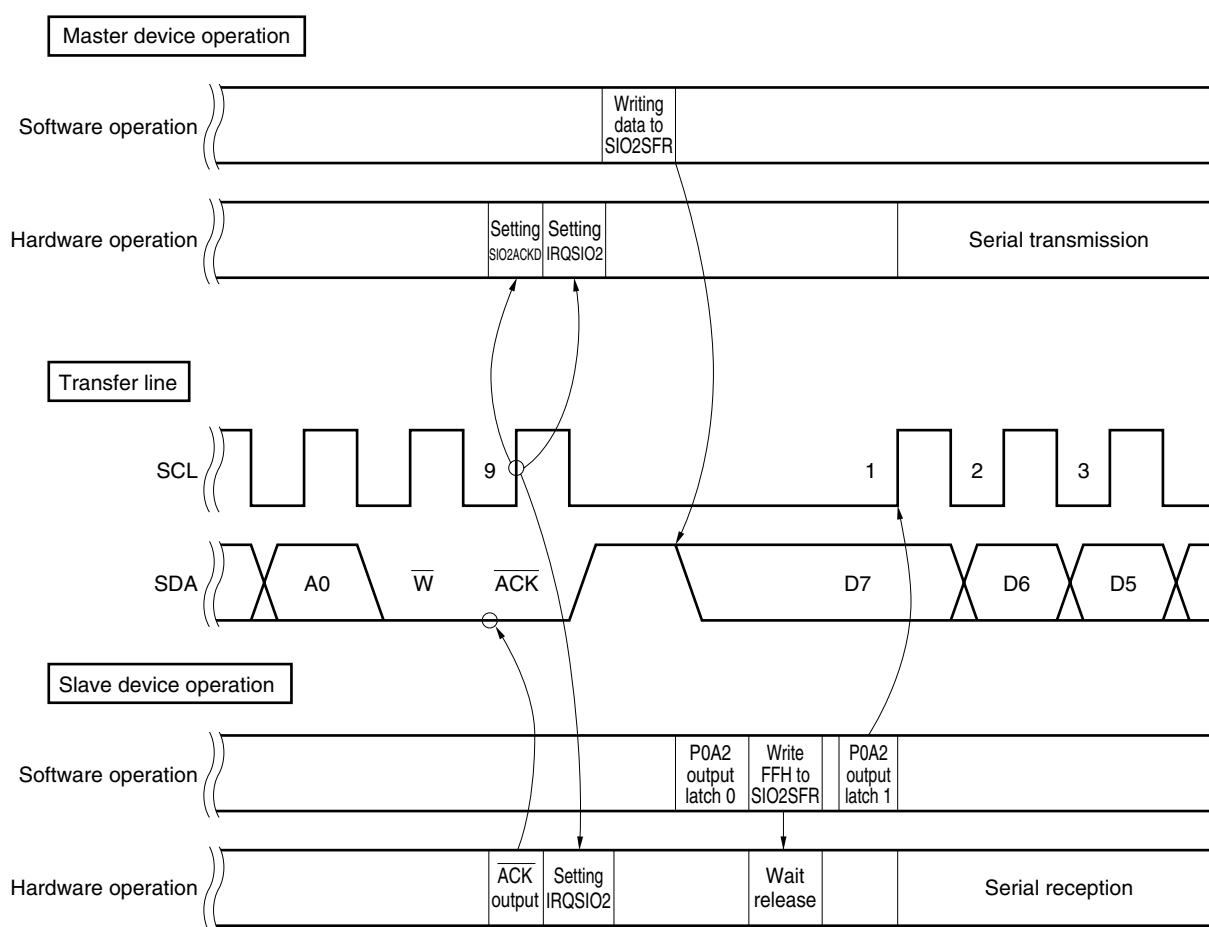 Master device operation
Software operation
Writing
data to
SIO2SFR
Hardware operation
Setting
SIO2ACKD
Setting
IRQSIO2
Serial transmission
Transfer line
SCL
9
1
2
3
SDA
A0
W
ACK
D7
D6
D5
Slave device operation
Software operation
P0A2
output
latch 0
Write
FFH to
SIO2SFR
P0A2
output
latch 1
Hardware operation
ACK
output
Setting
IRQSIO2
Wait
release
Serial reception